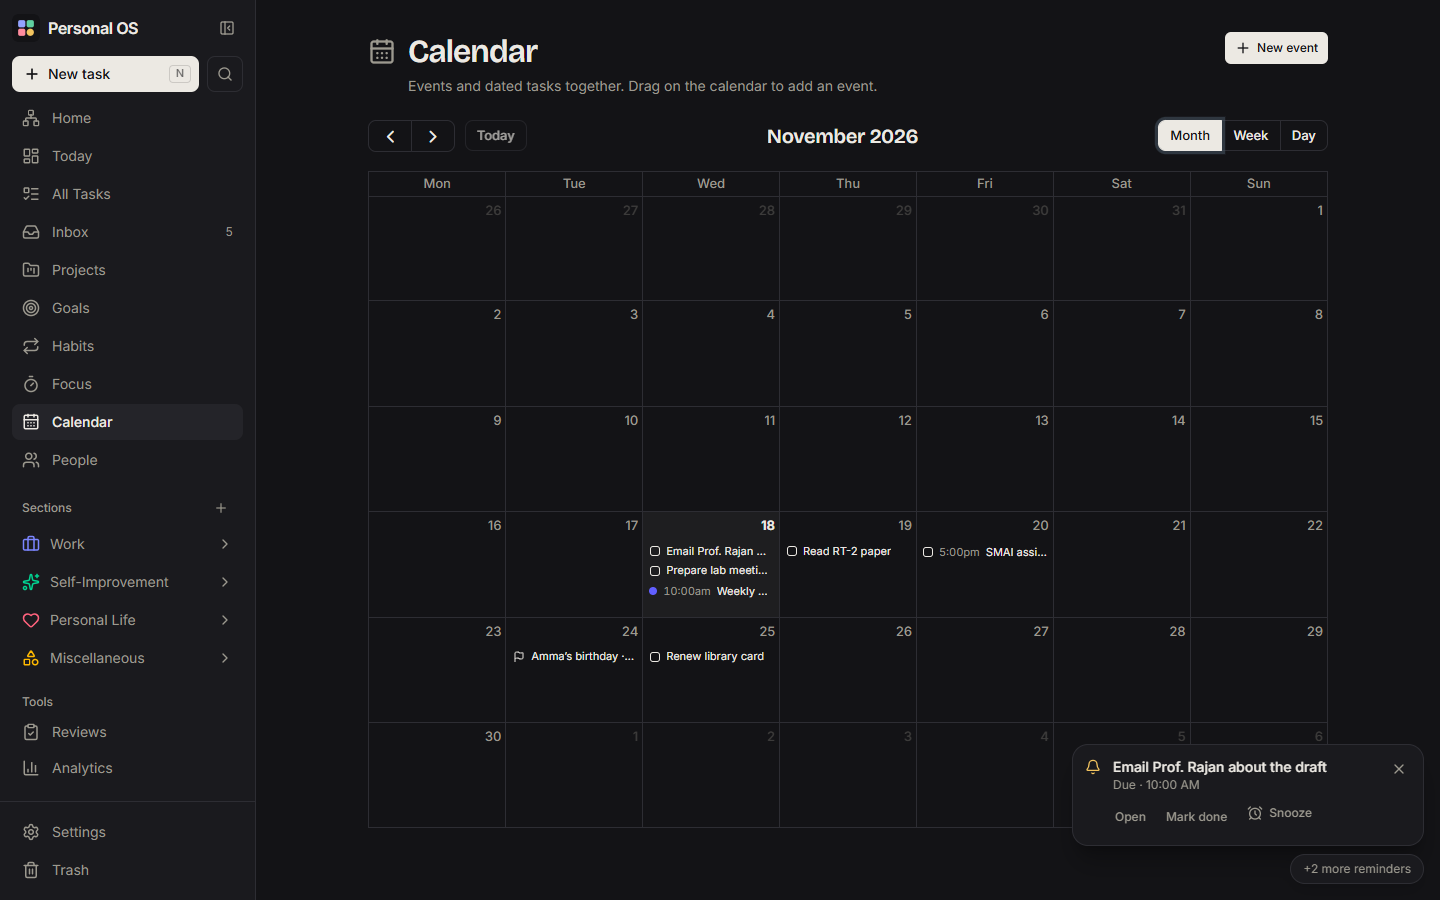 Personal OS
New task N
Home
Today
All Tasks
Inbox 5
Projects
Goals
Habits
Focus
Calendar
People
Sections
Work
Self-Improvement
Personal Life
Miscellaneous
Tools
Reviews
Analytics
Settings
Trash
Calendar
New event
Events and dated tasks together. Drag on the calendar to add an event.
Today
November 2026
Month Week Day
Mon Tue Wed Thu Fri Sat Sun
26 27 28 29 30 31 1
2 3 4 5 6 7 8
9 10 11 12 13 14 15
16 17 18 19 20 21 22
Email Prof. Rajan ...
Prepare lab meeti...
10:00am Weekly ...
Read RT-2 paper
5:00pm SMAI assi...
23 24 25 26 27 28 29
Amma's birthday ·...
Renew library card
30 1 2 3 4 5 6
Email Prof. Rajan about the draft
Due · 10:00 AM
Open Mark done Snooze
+2 more reminders